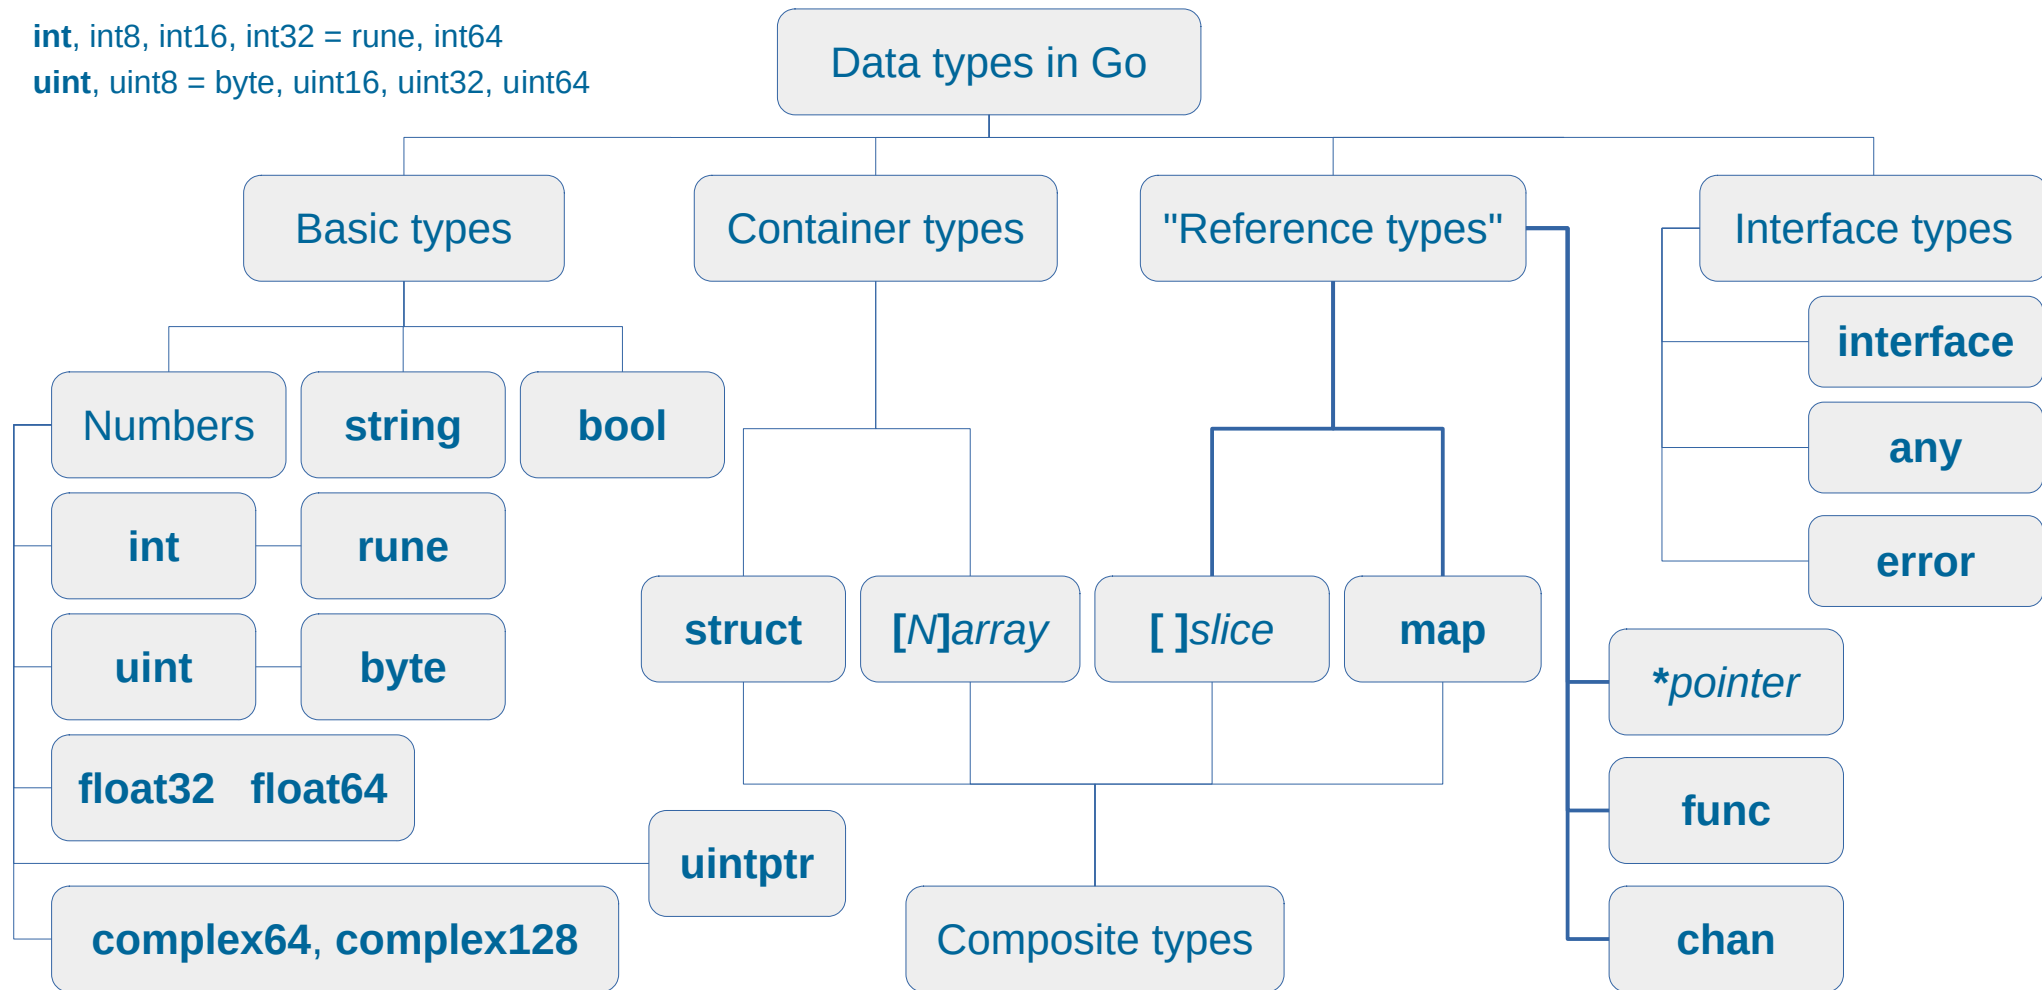 int, int8, int16, int32 = rune, int64
uint, uint8 = byte, uint16, uint32, uint64
Data types in Go
Basic types
Container types
"Reference types"
Interface types
interface
any
error
Numbers
string
bool
int
rune
uint
byte
float32 float64
uintptr
complex64, complex128
struct
[N]array
[ ]slice
map
Composite types
*pointer
func
chan